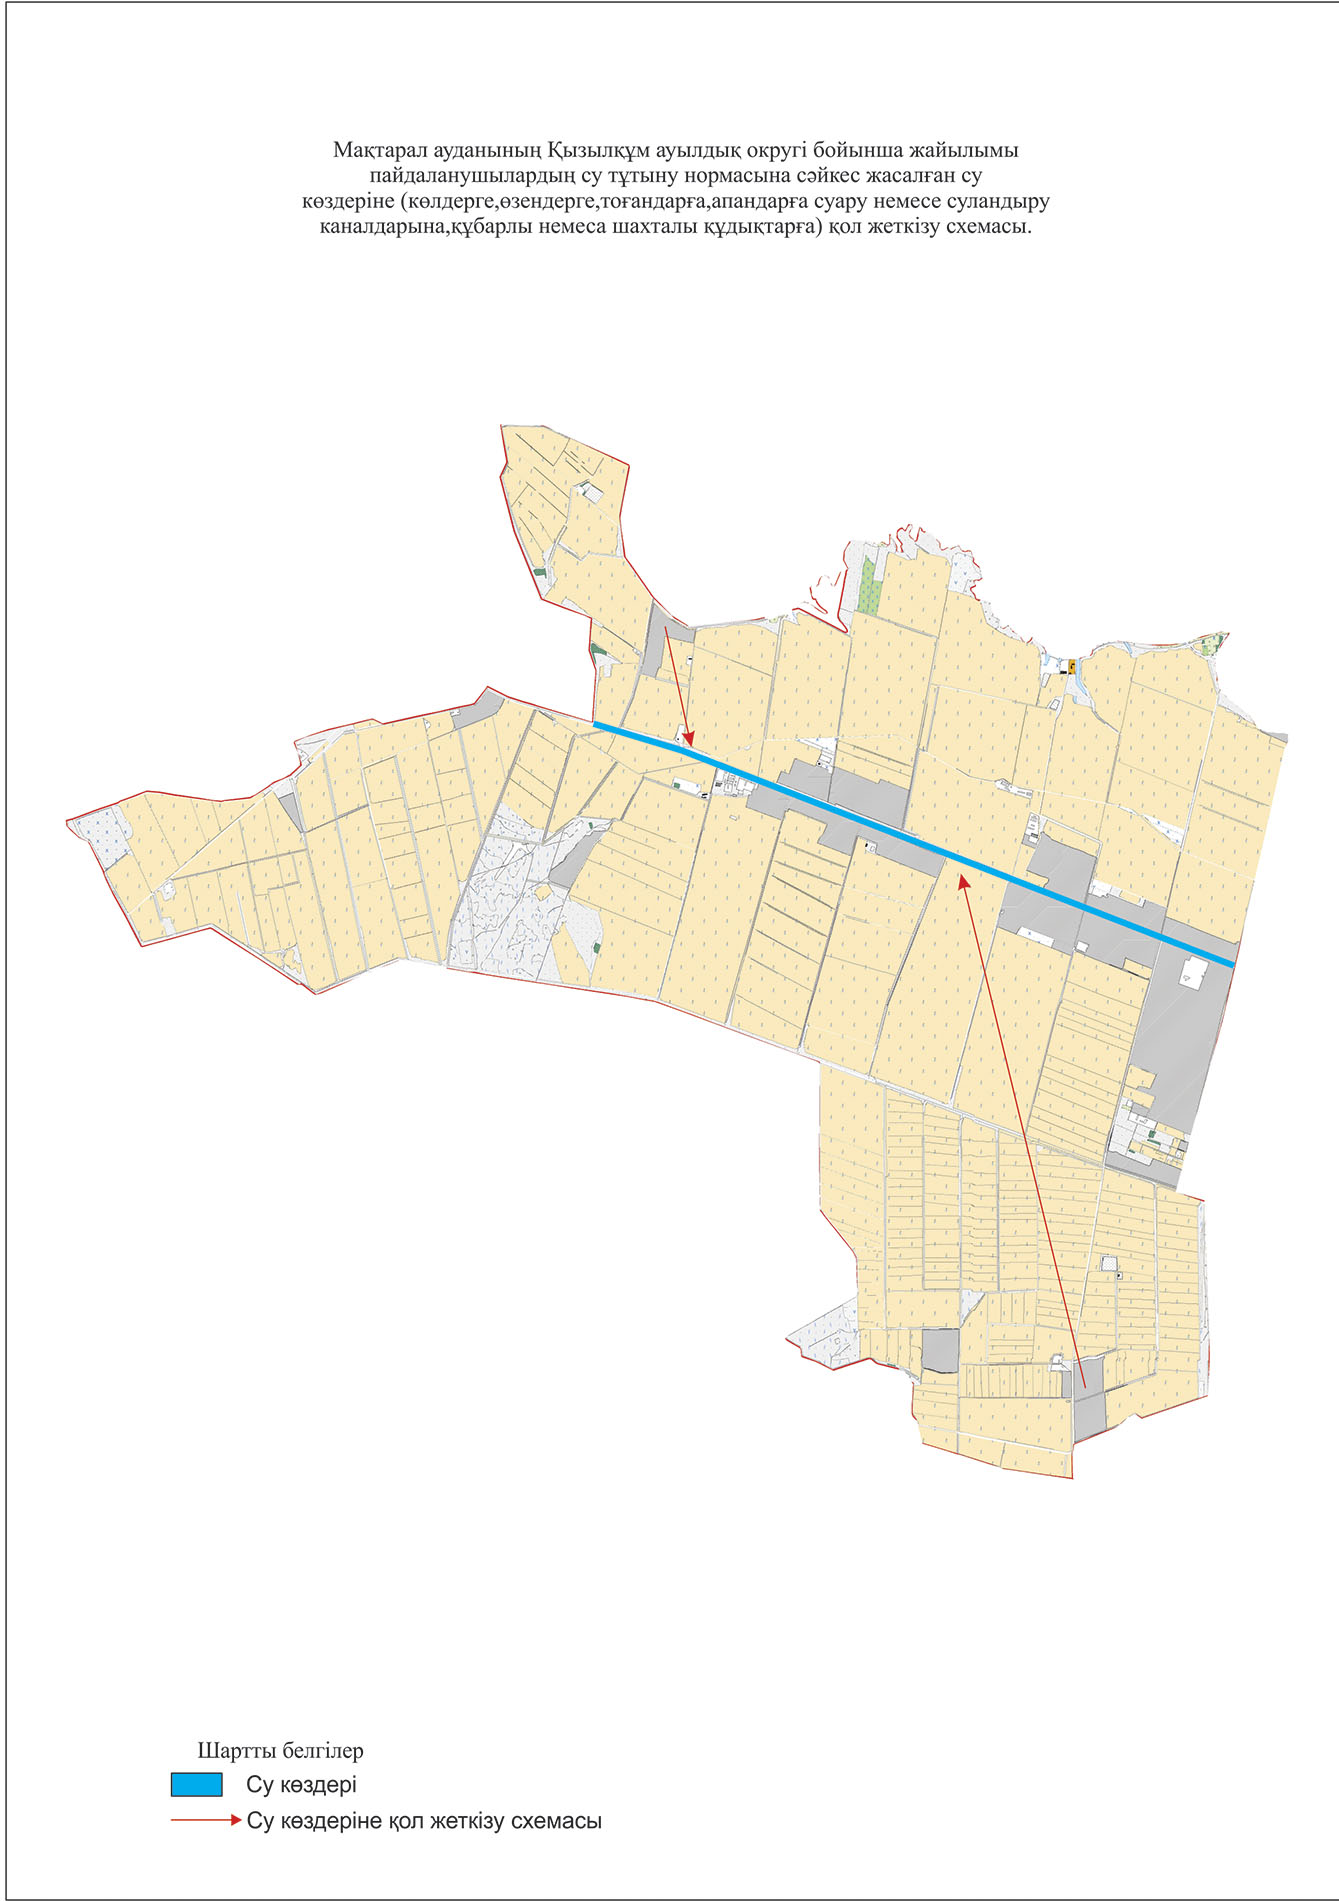 Мақтарал ауданының Қызылқұм ауылдық округі бойынша жайылымы
пайдаланушылардың су тұтыну нормасына сәйкес жасалған су
көздеріне (көлдерге,өзендерге,тоғандарға,апандарға суару немесе суландыру
каналдарына,құбарлы немеса шахталы құдықтарға) қол жеткізу схемасы.
Шартты белгілер
Су көздері
Су көздеріне қол жеткізу схемасы